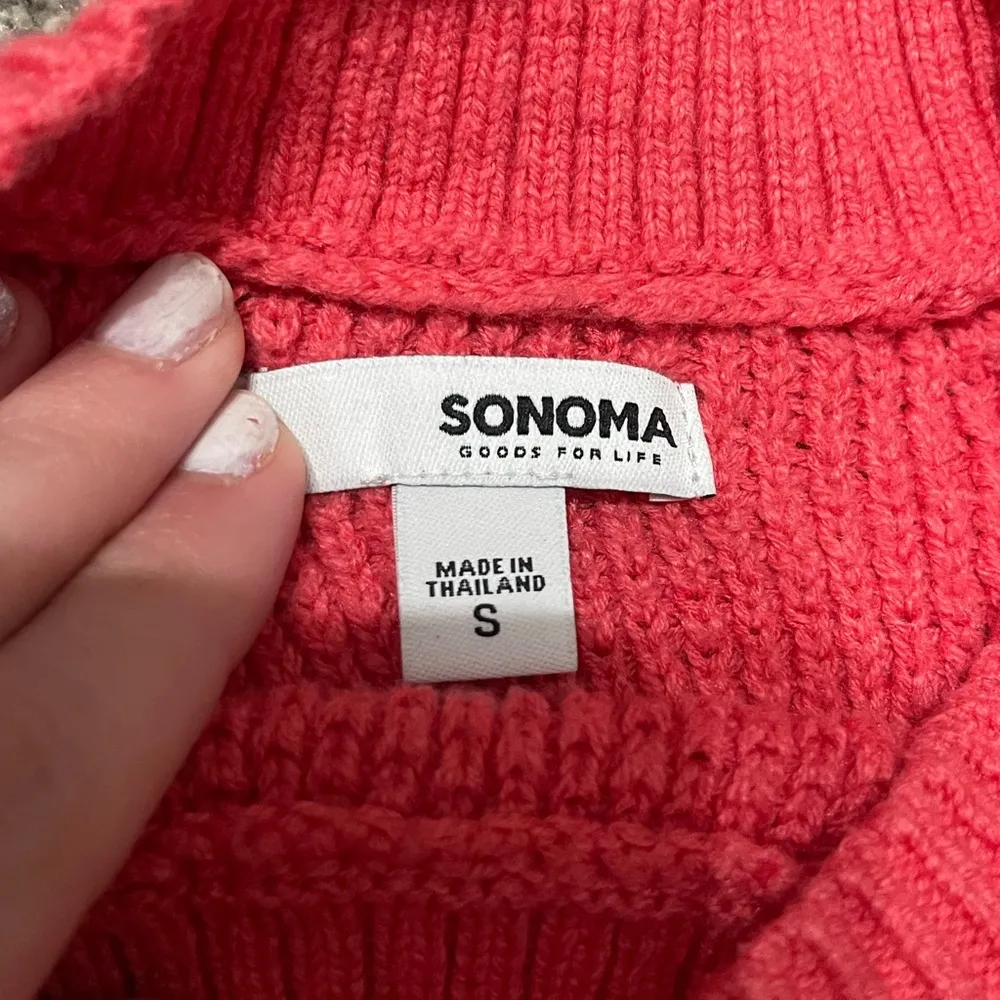 SONOMA
GOODS FOR LIFE
MADE IN
THAILAND
S